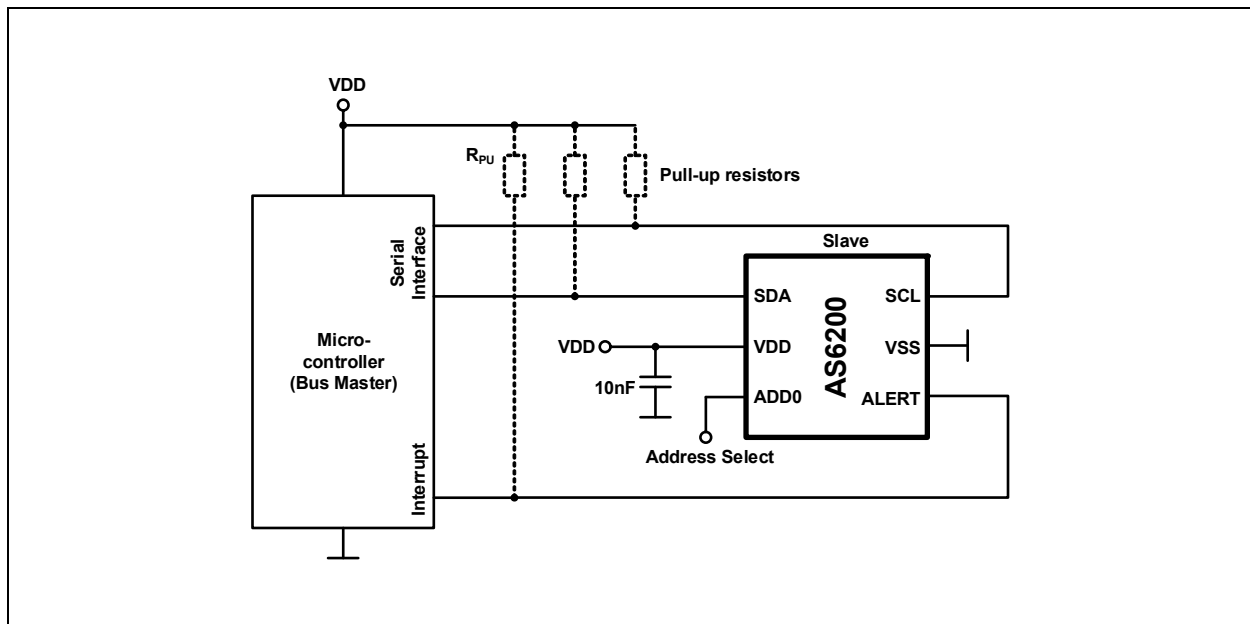 VDD
RPU
Pull-up resistors
Slave
Serial
Interface
SDA
SCL
Micro-
controller
(Bus Master)
VDD
VDD
VSS
AS6200
10nF
ADD0
ALERT
Address Select
Interrupt